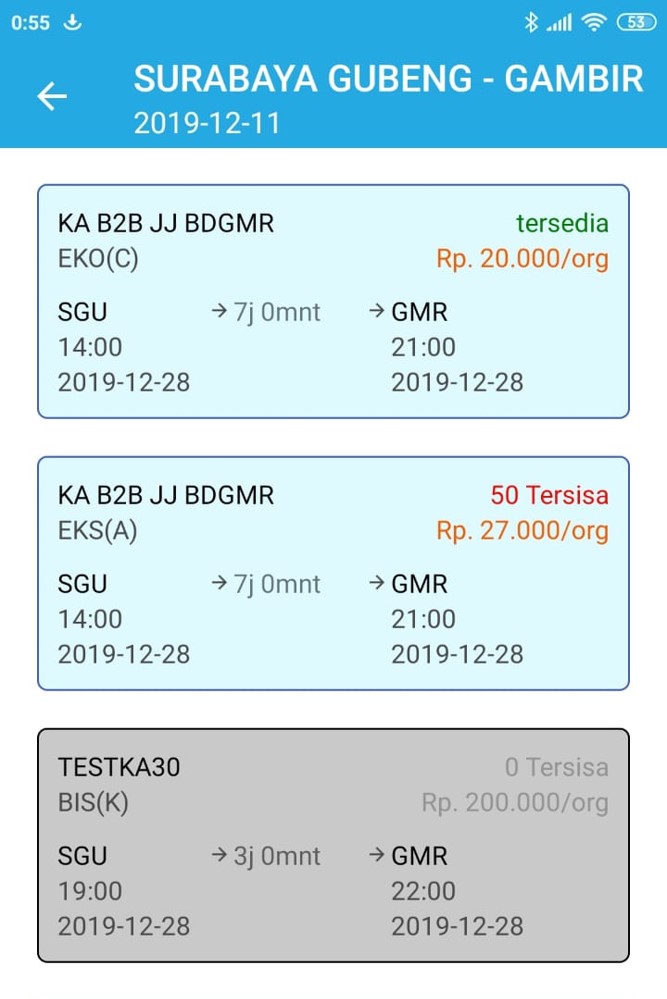 0:55 53
SURABAYA GUBENG - GAMBIR
2019-12-11
KA B2B JJ BDGMR tersedia
EKO(C) Rp. 20.000/org
SGU → 7j 0mnt → GMR
14:00 21:00
2019-12-28 2019-12-28
KA B2B JJ BDGMR 50 Tersisa
EKS(A) Rp. 27.000/org
SGU → 7j 0mnt → GMR
14:00 21:00
2019-12-28 2019-12-28
TESTKA30 0 Tersisa
BIS(K) Rp. 200.000/org
SGU → 3j 0mnt → GMR
19:00 22:00
2019-12-28 2019-12-28